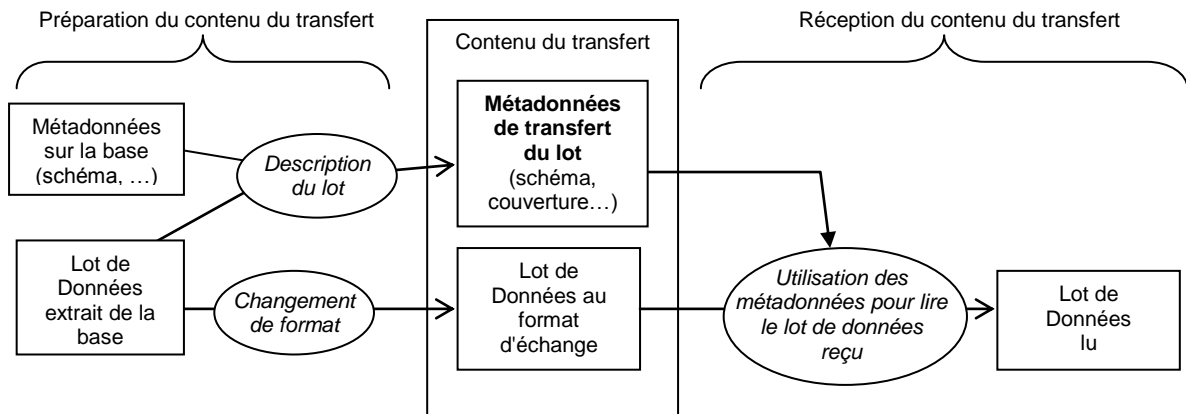 Préparation du contenu du transfert
Contenu du transfert
Réception du contenu du transfert
Métadonnées
sur la base
(schéma, …)
Description
du lot
Métadonnées
de transfert
du lot
(schéma,
couverture…)
Lot de
Données
extrait de la
base
Changement
de format
Lot de
Données au
format
d'échange
Utilisation des
métadonnées pour lire
le lot de données
reçu
Lot de
Données
lu